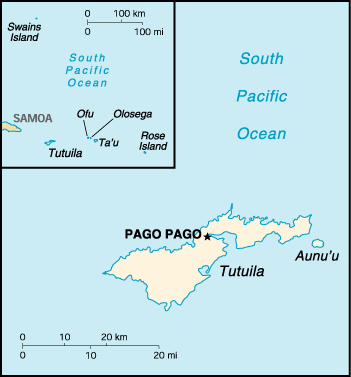 0 100 km
0 100 mi
Swains
Island
South
Pacific
Ocean
SAMOA
Ofu
Olosega
Tutuila
Ta'u
Rose
Island
South
Pacific
Ocean
PAGO PAGO
Tutuila
Aunu'u
0 10 20 km
0 10 20 mi